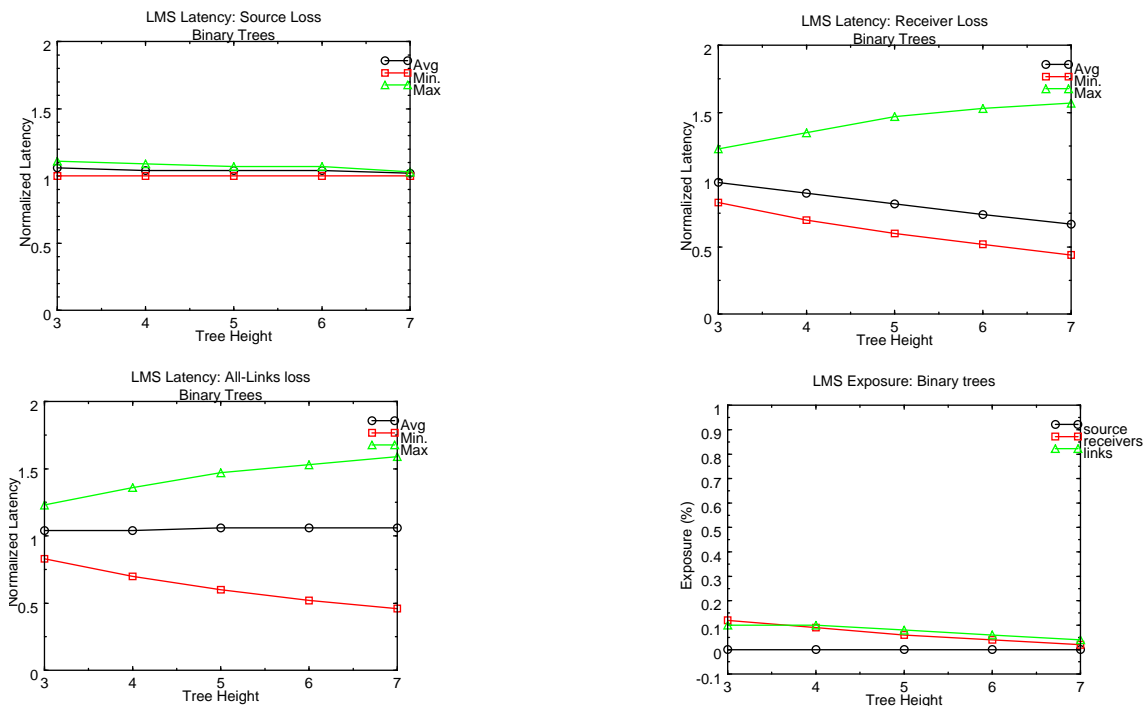 LMS Latency: Source Loss
Binary Trees
2
1.5
1
0.5
0
Normalized Latency
Avg
Min.
Max
3 4 5 6 7
Tree Height
LMS Latency: Receiver Loss
Binary Trees
2
1.5
1
0.5
0
Normalized Latency
Avg
Min.
Max
3 4 5 6 7
Tree Height
LMS Latency: All-Links loss
Binary Trees
2
1.5
1
0.5
0
Normalized Latency
Avg
Min.
Max
3 4 5 6 7
Tree Height
LMS Exposure: Binary trees
1
0.9
0.8
0.7
0.6
0.5
0.4
0.3
0.2
0.1
0
-0.1
Exposure (%)
source
receivers
links
3 4 5 6 7
Tree Height